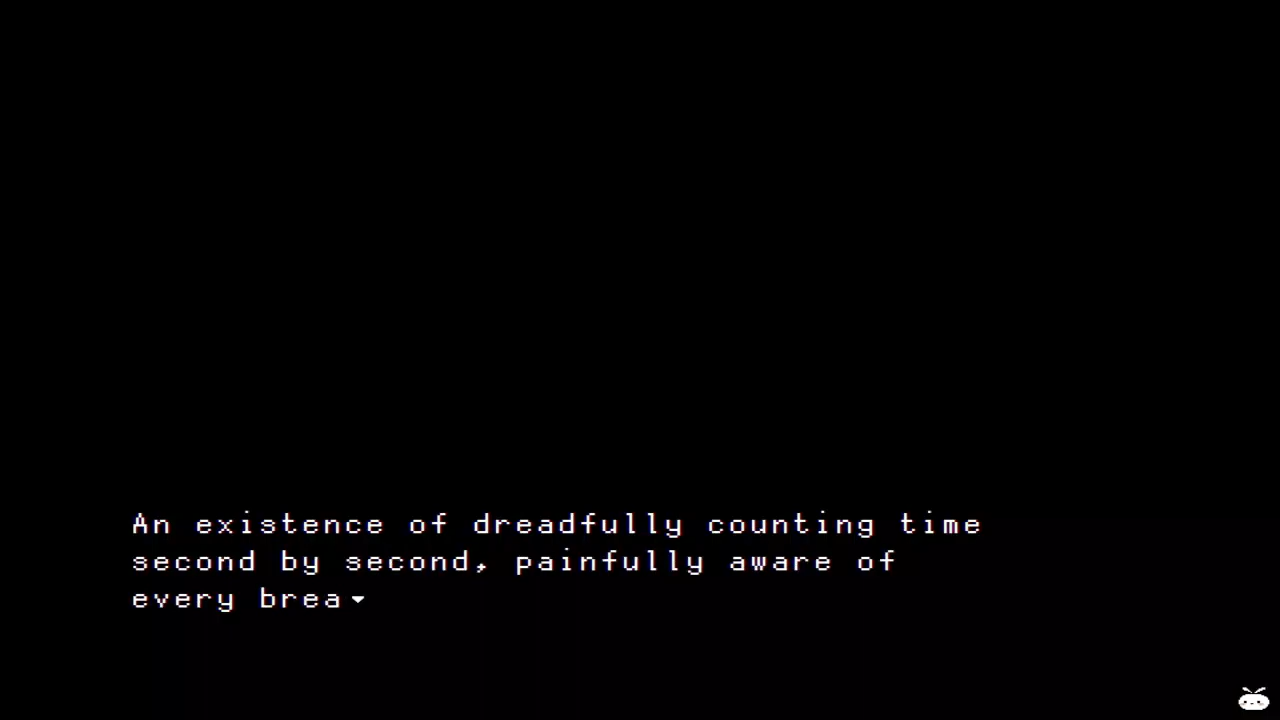 An existence of dreadfully counting time
second by second, painfully aware of
every brea